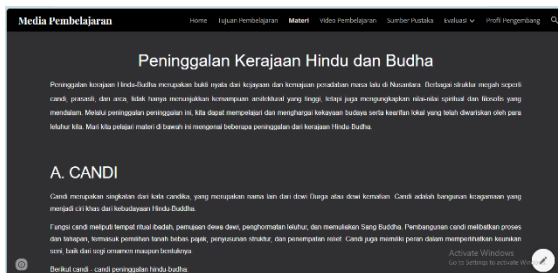 Media Pembelajaran
Home Tujuan Pembelajaran Materi Video Pembelajaran Sumber Pustaka Evaluasi Profil Pengembang
Peninggalan Kerajaan Hindu dan Budha
Peninggalan kerajaan Hindu-Budha merupakan bukti nyata dari kejayaan dan kemajuan peradaban masa lalu di Nusantara. Berbagai struktur megah seperti
candi, prasasti, dan arca, tidak hanya menunjukkan kemampuan arsitektural yang tinggi, tetapi juga mengungkapkan nilai-nilai spiritual dan filosofis yang
mendalam. Melalui peninggalan peninggalan ini, kita dapat mempelajari dan menghargai kekayaan budaya serta kearifan lokal yang telah diwariskan oleh para
leluhur kita. Mari kita pelajari materi di bawah ini mengenai beberapa peninggalan dari kerajaan Hindu-Budha.
A. CANDI
Candi merupakan singkatan dari kata candika, yang merupakan nama lain dari dewi Durga atau dewi kematian. Candi adalah bangunan keagamaan yang
menjadi ciri khas dari kebudayaan Hindu-Buddha.
Fungsi candi meliputi tempat ritual ibadah, pemujaan dewa dewi, penghormatan leluhur, dan memuliakan Sang Buddha. Pembangunan candi melibatkan proses
dan tahapan, termasuk pemilihan tanah bebas pajak, penyusunan struktur, dan penempatan relief. Candi juga memiliki peran dalam memperlihatkan keunikan
seni, baik dari segi ornamen maupun bentuknya.
Berikut candi - candi peninggalan hindu-budha:
Activate Windows
Go to Settings to activate